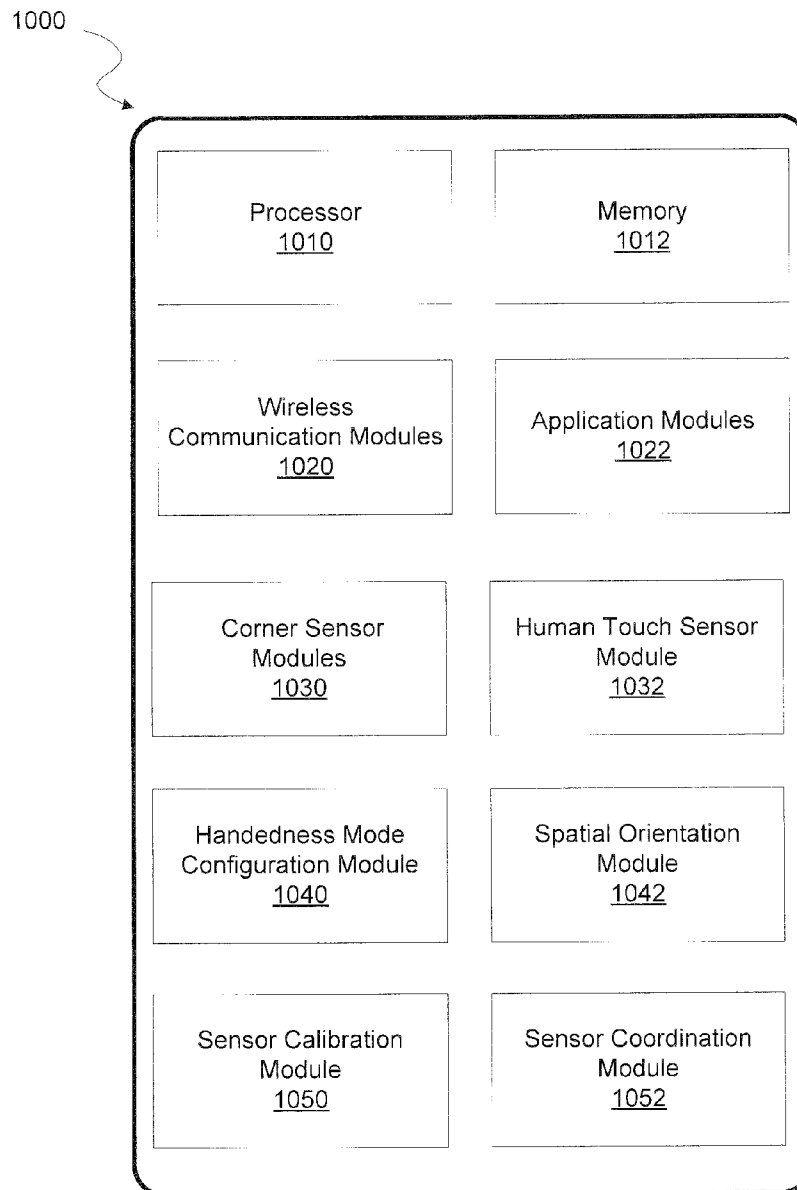 1000
Processor
1010
Memory
1012
Wireless
Communication Modules
1020
Application Modules
1022
Corner Sensor
Modules
1030
Human Touch Sensor
Module
1032
Handedness Mode
Configuration Module
1040
Spatial Orientation
Module
1042
Sensor Calibration
Module
1050
Sensor Coordination
Module
1052